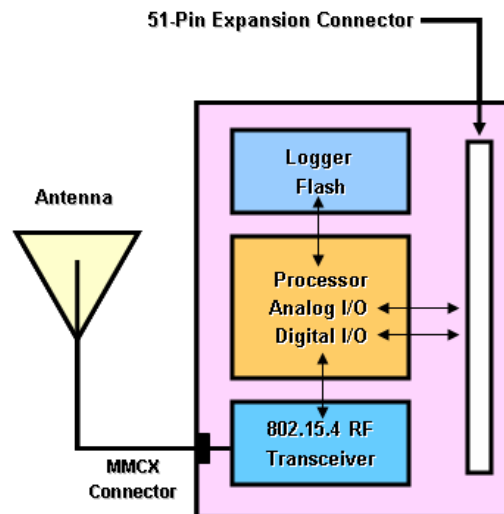 51-Pin Expansion Connector
Logger
Flash
Antenna
Processor
Analog I/O
Digital I/O
802.15.4 RF
Transceiver
MMCX
Connector